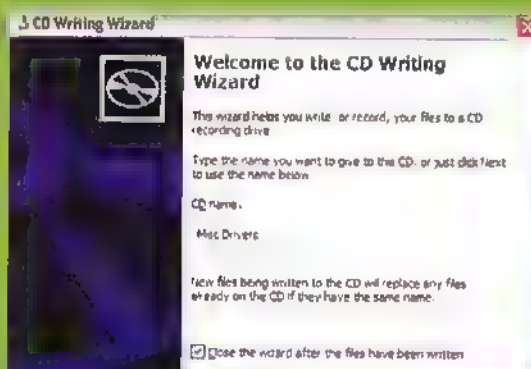 CD Writing Wizard
Welcome to the CD Writing
Wizard
This wizard helps you write, or record, your files to a CD
recording drive
Type the name you want to give to this CD, or just click Next
to use the name below
CD name:
Misc Drivers
New files being written to the CD will replace any files
already on the CD if they have the same name.
Close the wizard after the files have been written